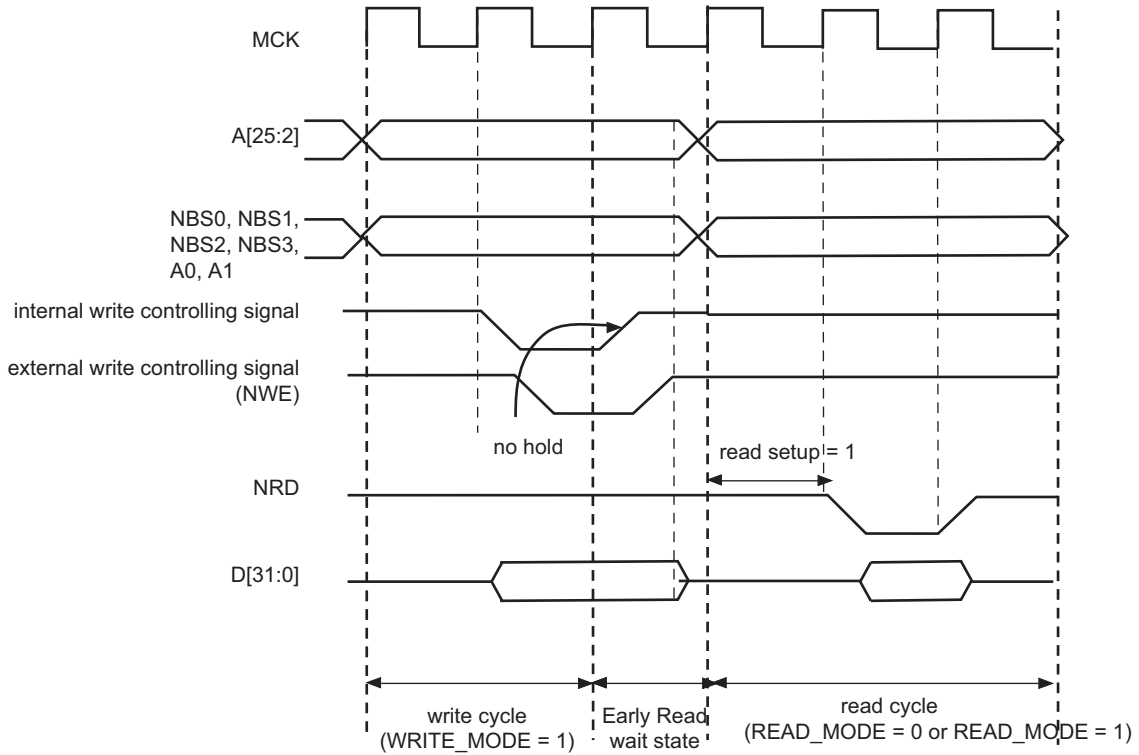 MCK
A[25:2]
NBS0, NBS1,
NBS2, NBS3,
A0, A1
internal write controlling signal
external write controlling signal
(NWE)
no hold
read setup = 1
NRD
D[31:0]
write cycle
(WRITE_MODE = 1)
Early Read
wait state
read cycle
(READ_MODE = 0 or READ_MODE = 1)